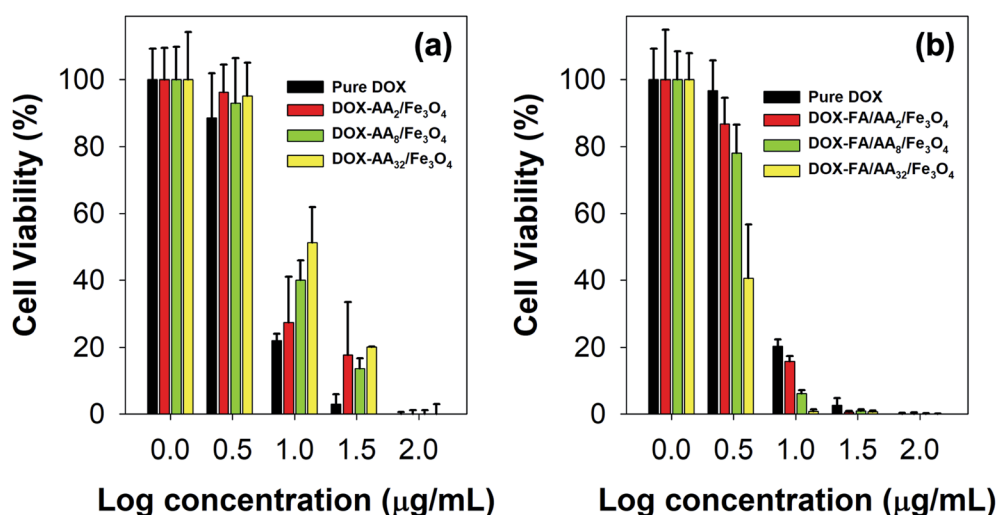 (a)
Pure DOX
DOX-AA₂/Fe₃O₄
DOX-AA₈/Fe₃O₄
DOX-AA₃₂/Fe₃O₄
Cell Viability (%)
100
80
60
40
20
0
0.0 0.5 1.0 1.5 2.0
Log concentration (μg/mL)
(b)
Pure DOX
DOX-FA/AA₂/Fe₃O₄
DOX-FA/AA₈/Fe₃O₄
DOX-FA/AA₃₂/Fe₃O₄
Cell Viability (%)
100
80
60
40
20
0
0.0 0.5 1.0 1.5 2.0
Log concentration (μg/mL)